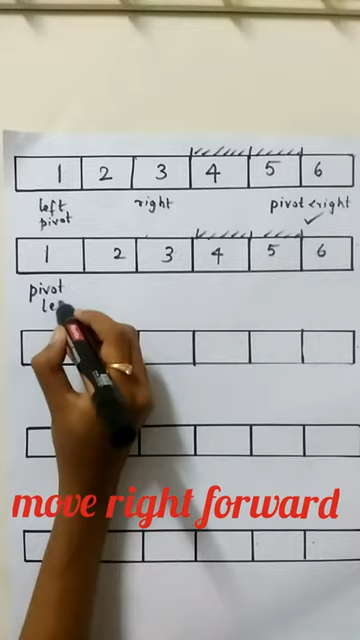 1 2 3 4 5 6
left right pivot <right
pivot ✓
1 2 3 4 5 6
pivot
le
move right forward